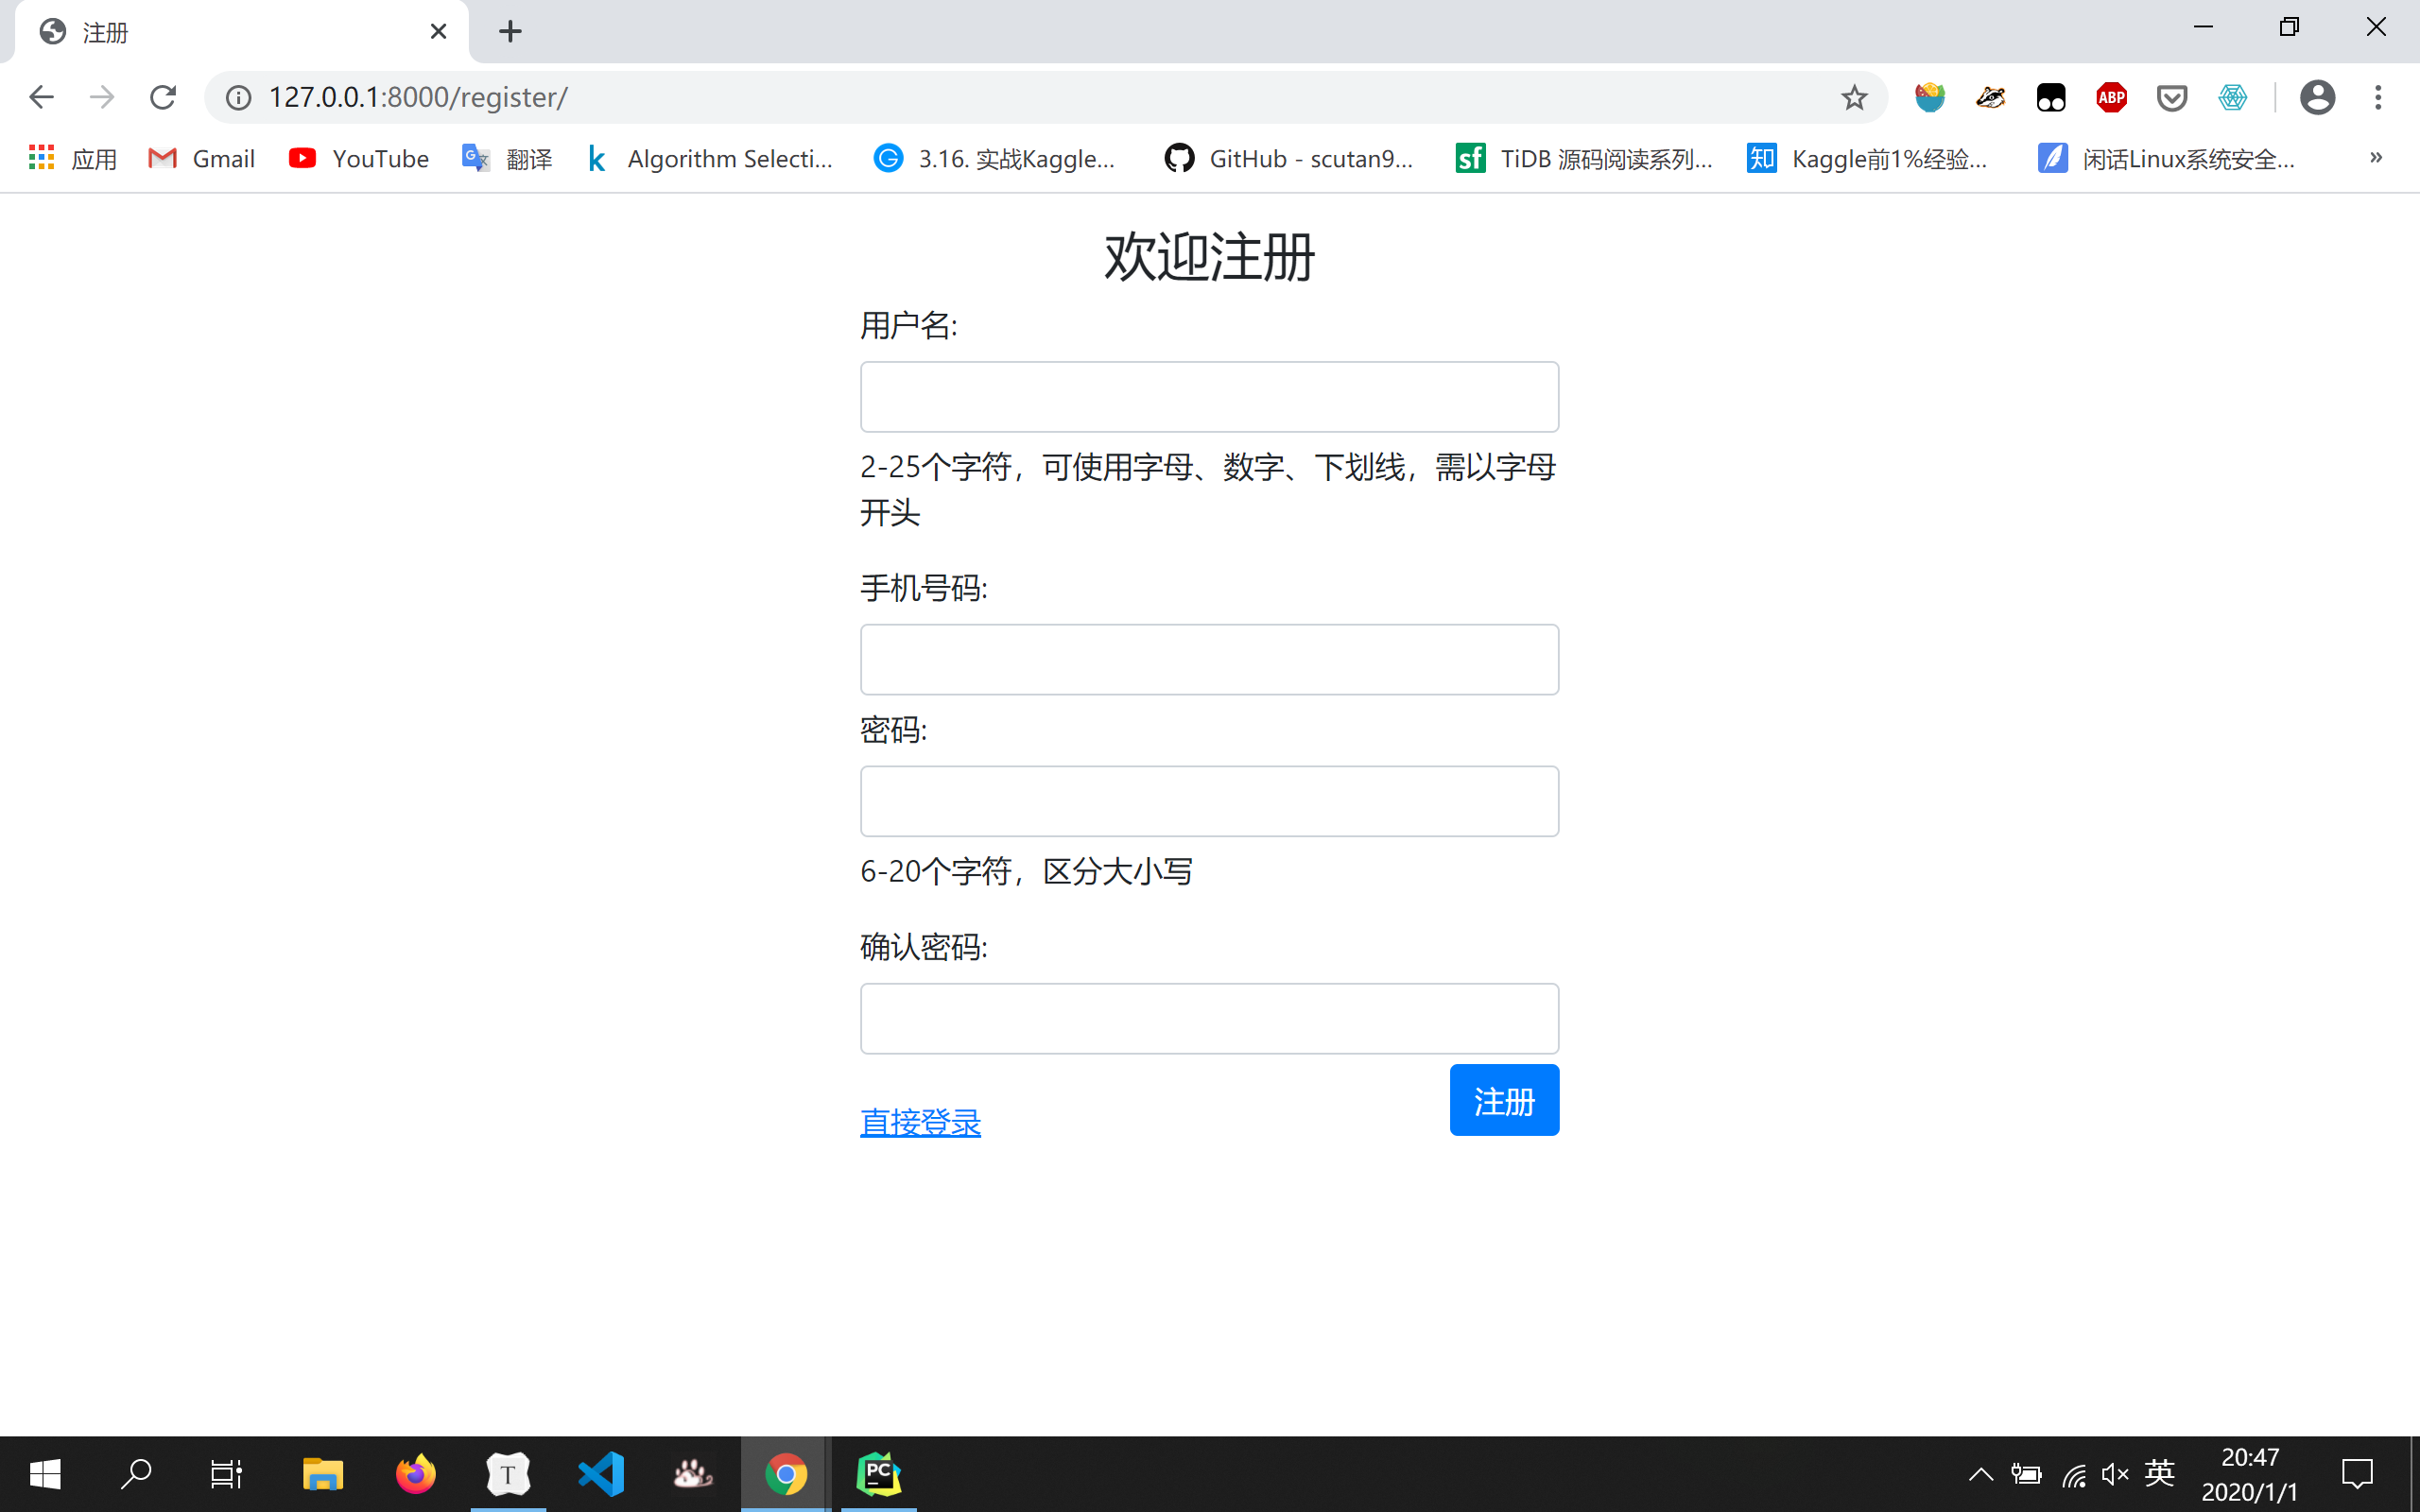 注册
127.0.0.1:8000/register/
应用 Gmail YouTube 翻译 Algorithm Selecti... 3.16. 实战Kaggle... GitHub - scutan9... TiDB 源码阅读系列... Kaggle前1%经验... 闲话Linux系统安全... »
欢迎注册
用户名:
2-25个字符，可使用字母、数字、下划线，需以字母
开头
手机号码:
密码:
6-20个字符，区分大小写
确认密码:
注册
直接登录
英
20:47
2020/1/1
ABP
k
sf
知
T
PC